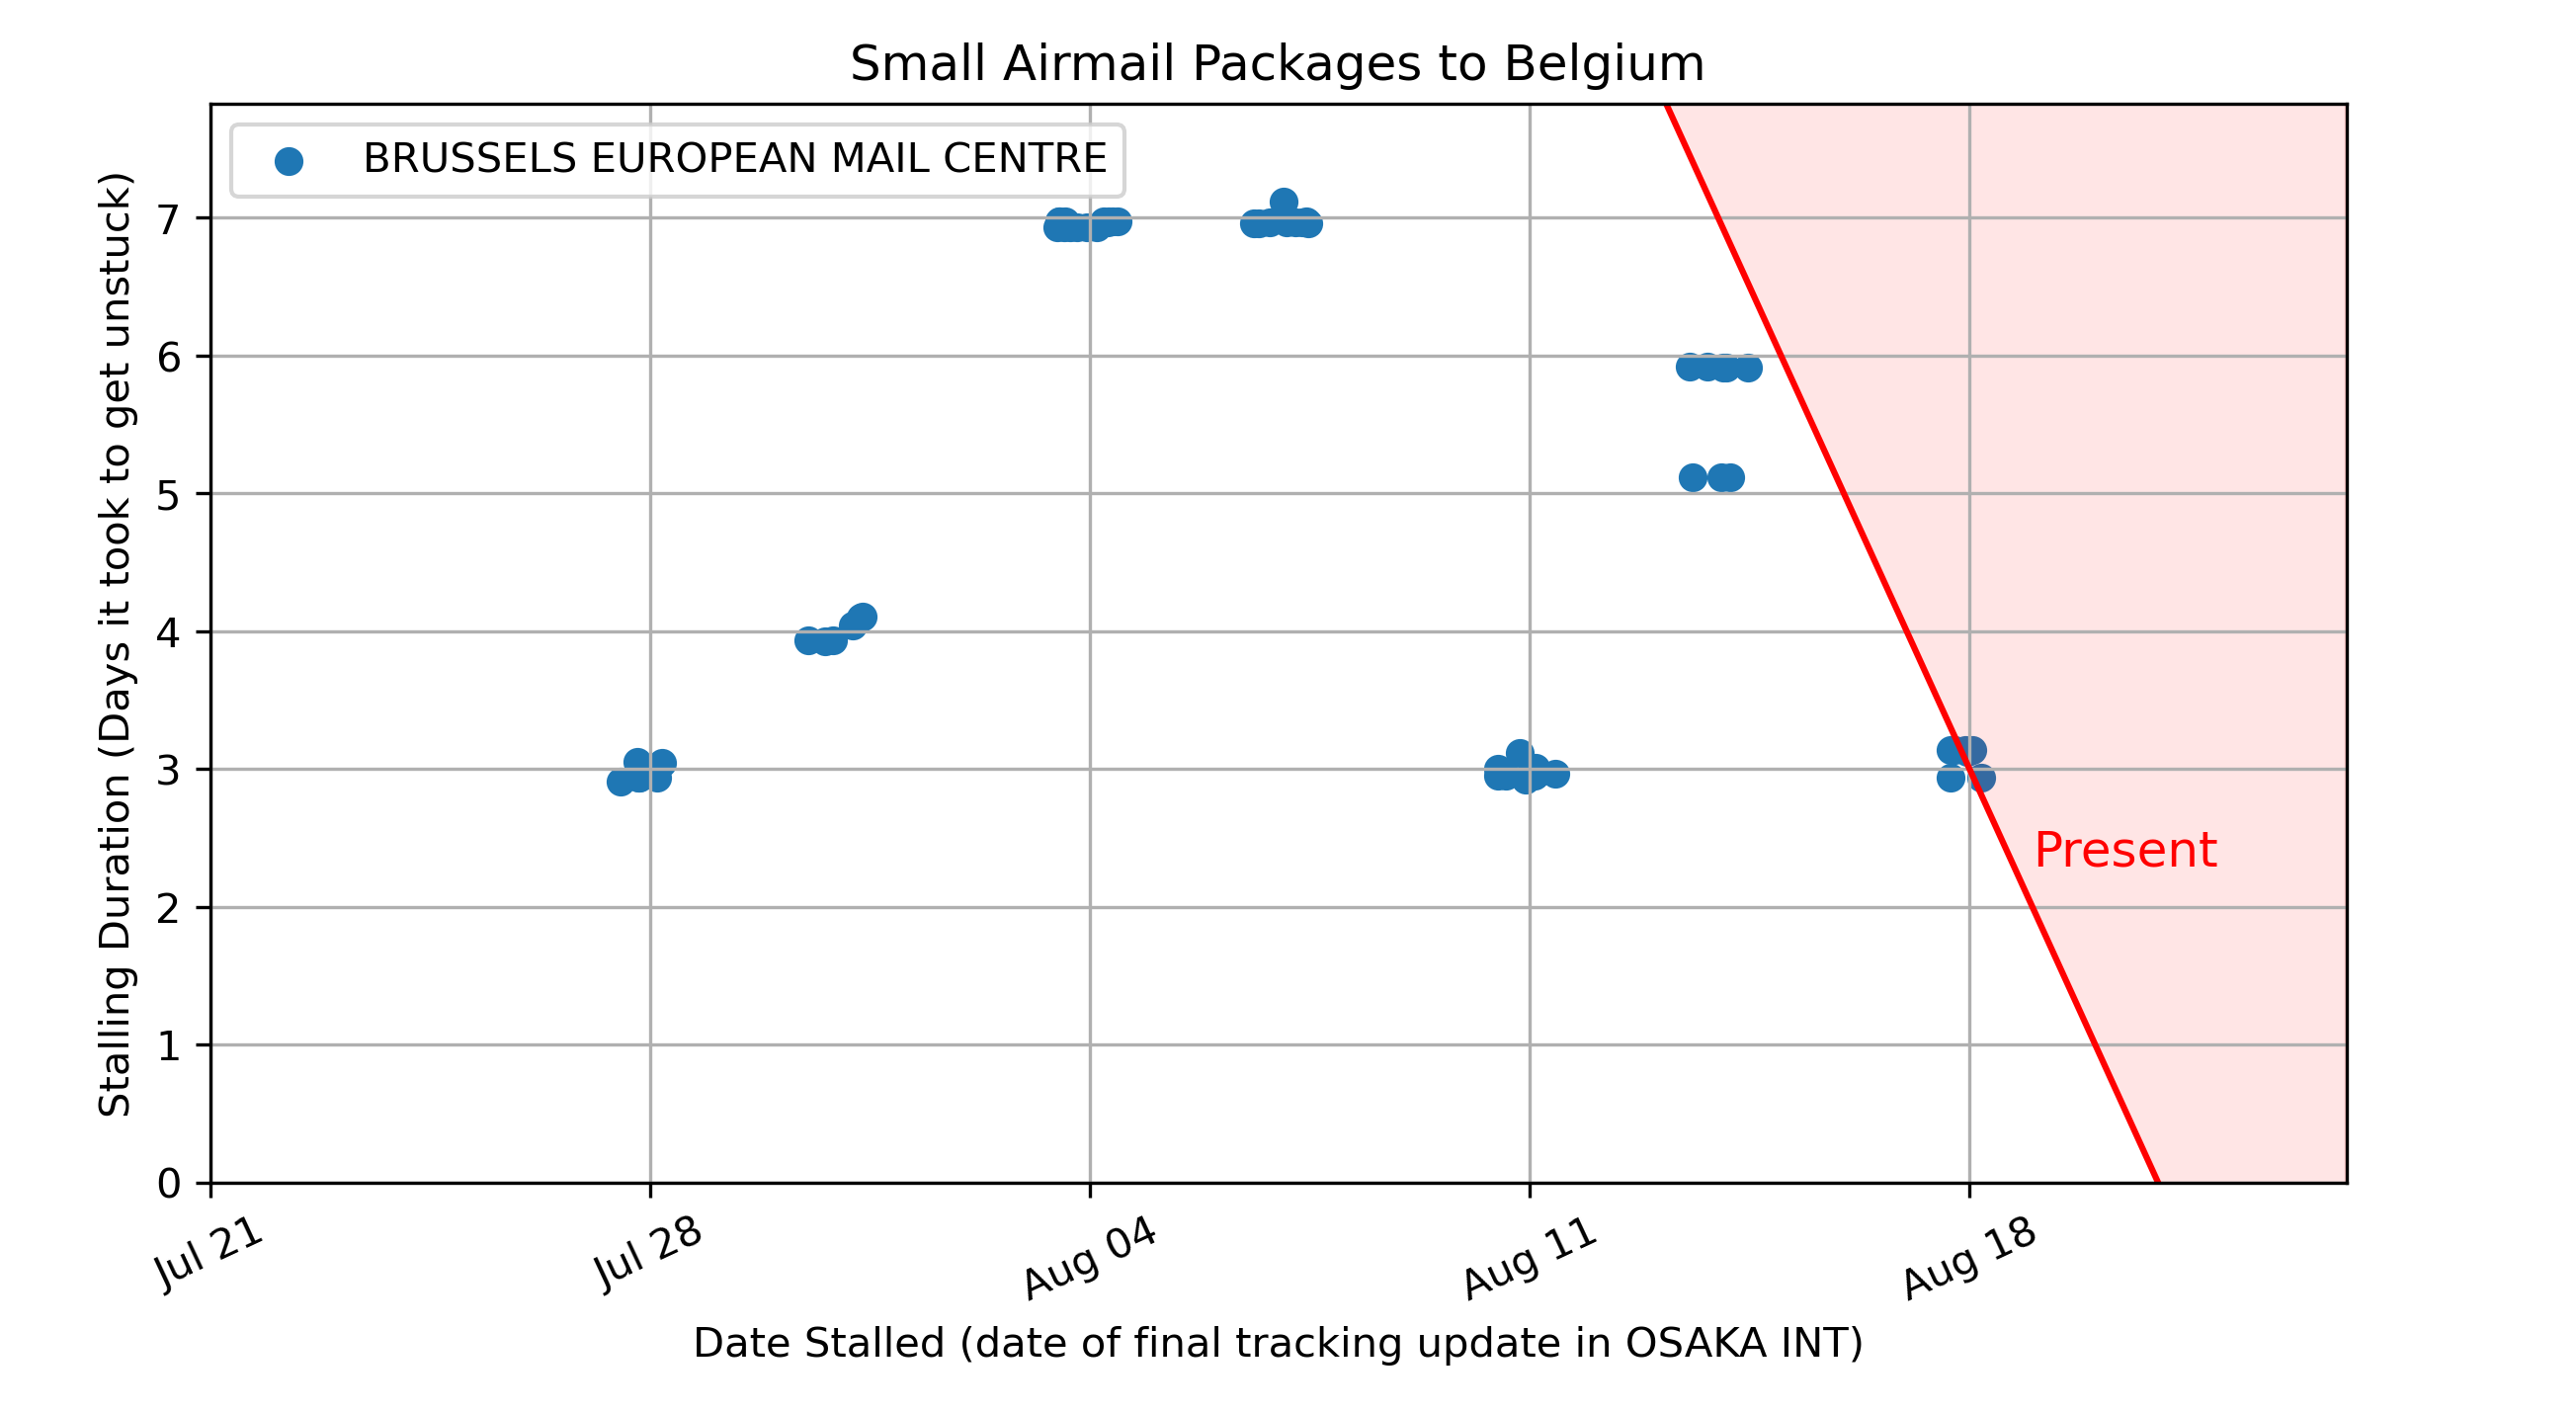 Small Airmail Packages to Belgium
BRUSSELS EUROPEAN MAIL CENTRE
Stalling Duration (Days it took to get unstuck)
7
6
5
4
3
2
1
0
Present
Jul 21
Jul 28
Aug 04
Aug 11
Aug 18
Date Stalled (date of final tracking update in OSAKA INT)